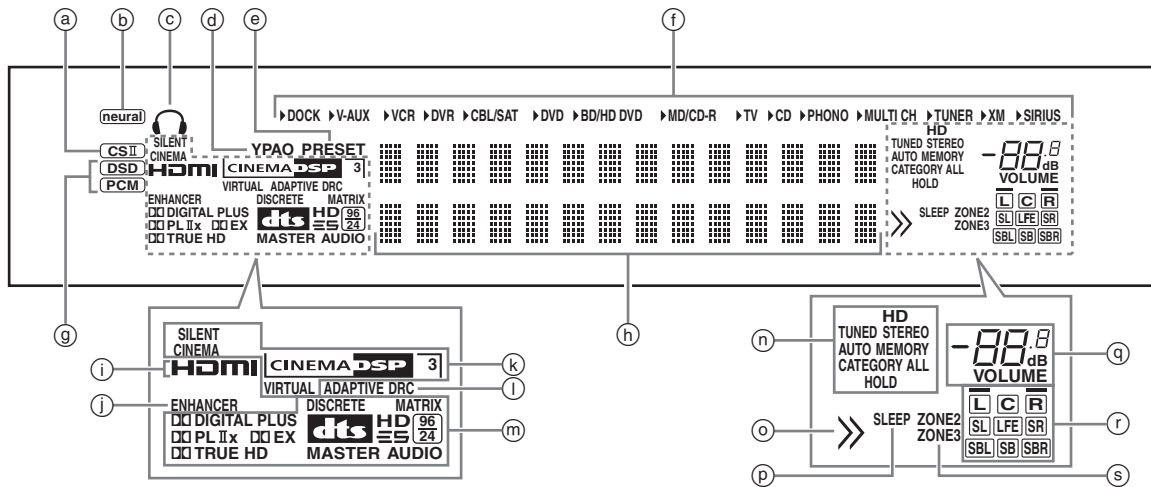 a b c d e f
▶DOCK ▶V-AUX ▶VCR ▶DVR ▶CBL/SAT ▶DVD ▶BD/HD DVD ▶MD/CD-R ▶TV ▶CD ▶PHONO ▶MULTI CH ▶TUNER ▶XM ▶SIRIUS
neural
SILENT
CINEMA
YPAO PRESET
CSⅡ
DSD
PCM
HDMI
CINEMA DSP 3
VIRTUAL ADAPTIVE DRC
ENHANCER DISCRETE MATRIX
DIGITAL PLUS
PL Ⅱx EX
TRUE HD
dts HD 96
ES 24
MASTER AUDIO
HD
TUNED STEREO
AUTO MEMORY
CATEGORY ALL
HOLD
-88.8
dB
VOLUME
L C R
SL LFE SR
SBL SB SBR
SLEEP ZONE2
ZONE3
g h
SILENT
CINEMA
i HDMI CINEMA DSP 3 k
VIRTUAL ADAPTIVE DRC l
j ENHANCER DISCRETE MATRIX
DIGITAL PLUS
PL Ⅱx EX
TRUE HD
dts HD 96
ES 24 m
MASTER AUDIO
n HD
TUNED STEREO
AUTO MEMORY
CATEGORY ALL
HOLD
-88.8 q
dB
VOLUME
L C R
SL LFE SR r
SBL SB SBR
o SLEEP ZONE2
ZONE3
p s